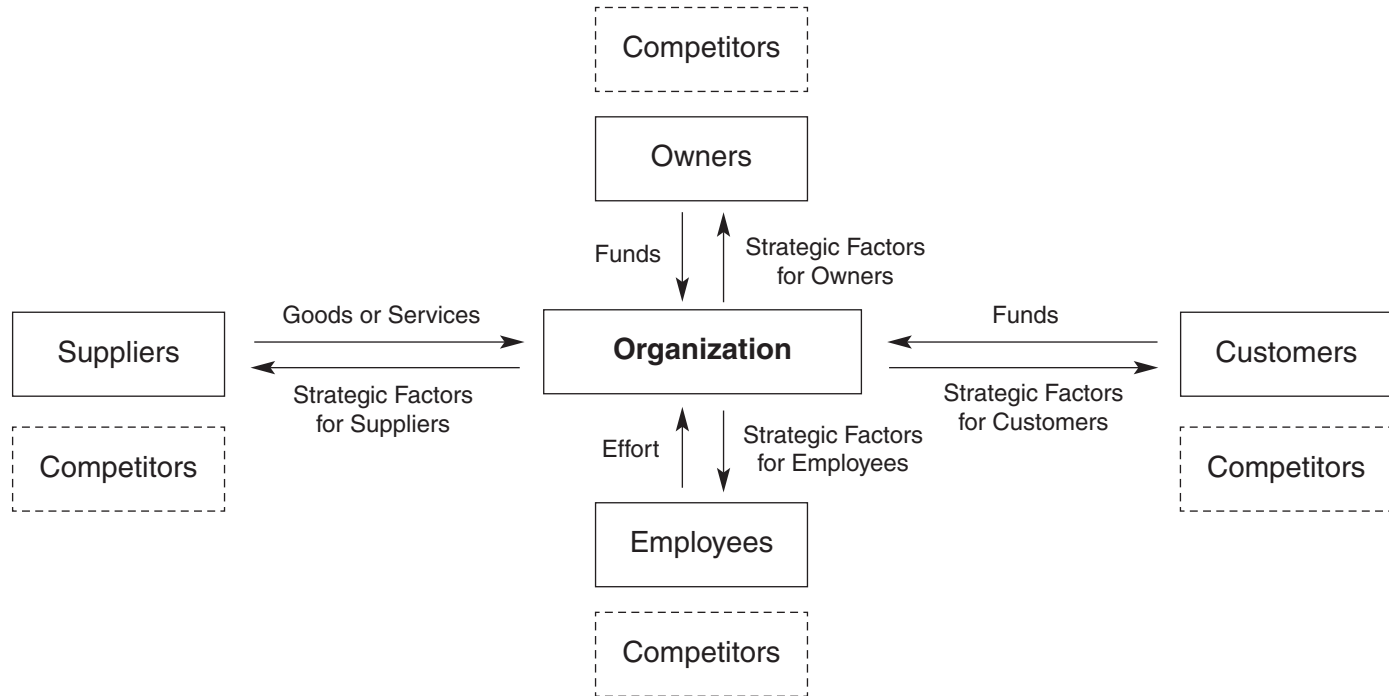 Competitors
Owners
Funds
Strategic Factors
for Owners
Suppliers
Goods or Services
Strategic Factors
for Suppliers
Organization
Funds
Strategic Factors
for Customers
Customers
Competitors
Effort
Strategic Factors
for Employees
Competitors
Employees
Competitors